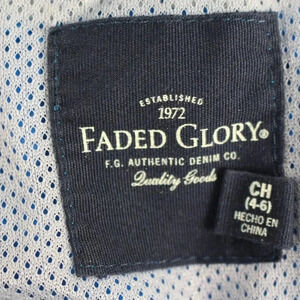 ESTABLISHED
1972
FADED GLORY®
F.G. AUTHENTIC DENIM CO.
Quality Goods
CH
(4-6)
HECHO EN
CHINA